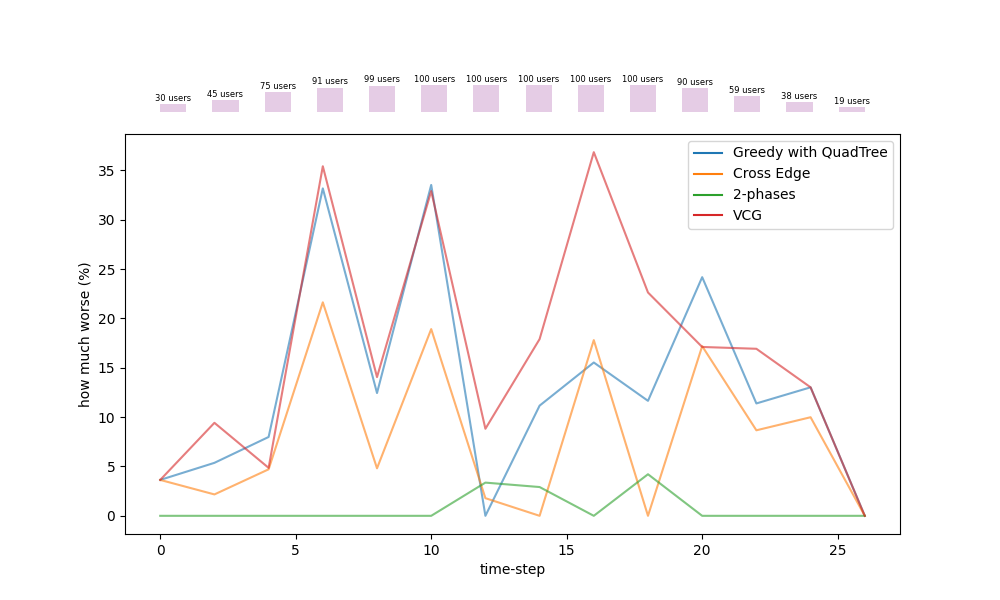 30 users
45 users
75 users
91 users
99 users
100 users
100 users
100 users
100 users
100 users
90 users
59 users
38 users
19 users
Greedy with QuadTree
Cross Edge
2-phases
VCG
how much worse (%)
35
30
25
20
15
10
5
0
0
5
10
15
20
25
time-step